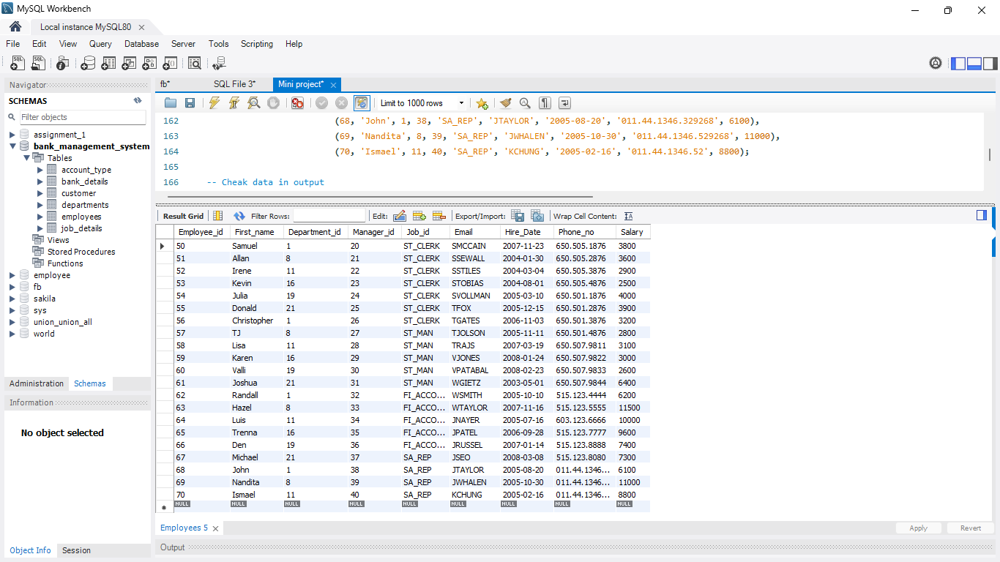 MySQL Workbench
Local instance MySQL80
File Edit View Query Database Server Tools Scripting Help
Navigator
SCHEMAS
Filter objects
assignment_1
bank_management_system
Tables
account_type
bank_details
customer
departments
employees
job_details
Views
Stored Procedures
Functions
employee
fb
sakila
sys
union_union_all
world
Administration Schemas
Information
No object selected
Object Info Session
fb* SQL File 3* Mini project*
Limit to 1000 rows
162 (68, 'John', 1, 38, 'SA_REP', 'JTAYLOR', '2005-08-20', '011.44.1346.329268', 6100),
163 (69, 'Nandita', 8, 39, 'SA_REP', 'JWHALEN', '2005-10-30', '011.44.1346.529268', 11000),
164 (70, 'Ismael', 11, 40, 'SA_REP', 'KCHUNG', '2005-02-16', '011.44.1346.52', 8800);
165
166 -- Cheak data in output
Result Grid Filter Rows: Edit: Export/Import: Wrap Cell Content:
Employee_id First_name Department_id Manager_id Job_id Email Hire_Date Phone_no Salary
50 Samuel 1 20 ST_CLERK SMCCAIN 2007-11-23 650.505.1876 3800
51 Allan 8 21 ST_CLERK SSEWALL 2004-01-30 650.505.2876 3600
52 Irene 11 22 ST_CLERK SSTILES 2004-03-04 650.505.3876 2900
53 Kevin 16 23 ST_CLERK STOBIAS 2004-08-01 650.505.4876 2500
54 Julia 19 24 ST_CLERK SVOLLMAN 2005-03-10 650.501.1876 4000
55 Donald 21 25 ST_CLERK TFOX 2005-12-15 650.501.2876 3900
56 Christopher 1 26 ST_CLERK TGATES 2006-11-03 650.501.3876 3200
57 TJ 8 27 ST_MAN TJOLSON 2005-11-11 650.501.4876 2800
58 Lisa 11 28 ST_MAN TRAJS 2007-03-19 650.507.9811 3100
59 Karen 16 29 ST_MAN VJONES 2008-01-24 650.507.9822 3000
60 Valli 19 30 ST_MAN VPATABAL 2008-02-23 650.507.9833 2600
61 Joshua 21 31 ST_MAN WGIETZ 2003-05-01 650.507.9844 6400
62 Randall 1 32 FI_ACCO... WSMITH 2005-10-10 515.123.4444 6200
63 Hazel 8 33 FI_ACCO... WTAYLOR 2007-11-16 515.123.5555 11500
64 Luis 11 34 FI_ACCO... JNAYER 2005-07-16 603.123.6666 10000
65 Trenna 16 35 FI_ACCO... JPATEL 2006-09-28 515.123.7777 9600
66 Den 19 36 FI_ACCO... JRUSSEL 2007-01-14 515.123.8888 7400
67 Michael 21 37 SA_REP JSEO 2008-03-08 515.123.8080 7300
68 John 1 38 SA_REP JTAYLOR 2005-08-20 011.44.1346... 6100
69 Nandita 8 39 SA_REP JWHALEN 2005-10-30 011.44.1346... 11000
70 Ismael 11 40 SA_REP KCHUNG 2005-02-16 011.44.1346... 8800
NULL NULL NULL NULL NULL NULL NULL NULL NULL
Employees 5
Apply Revert
Output